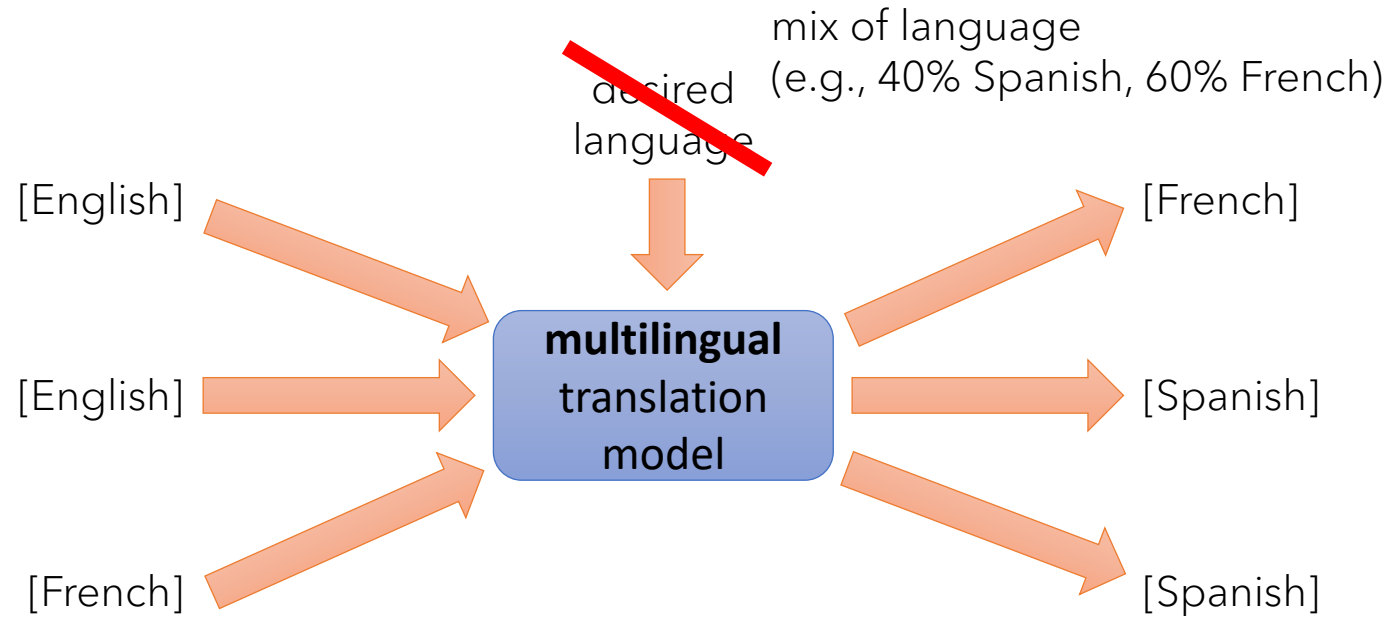 mix of language
(e.g., 40% Spanish, 60% French)
desired
language
[English]
[French]
[English]
multilingual
translation
model
[Spanish]
[French]
[Spanish]